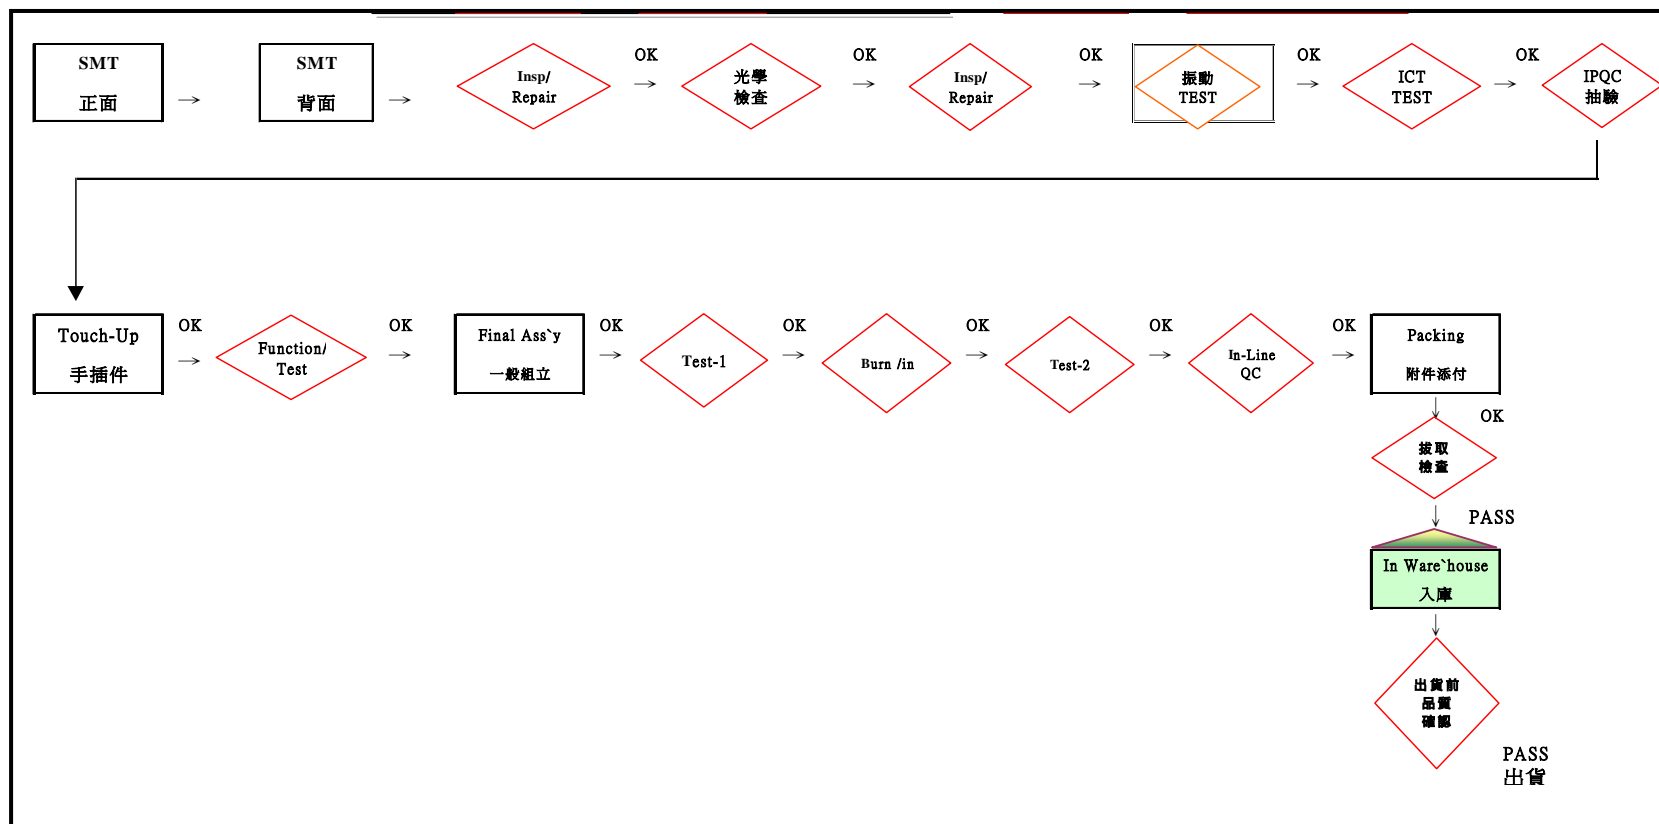 SMT
正面
→
SMT
背面
→
Insp/
Repair
OK
→
光學
檢查
OK
→
Insp/
Repair
OK
→
振動
TEST
OK
→
ICT
TEST
OK
→
IPQC
抽驗
Touch-Up
手插件
OK
→
Function/
Test
OK
→
Final Ass`y
一般組立
OK
→
Test-1
OK
→
Burn /in
OK
→
Test-2
OK
→
In-Line
QC
OK
→
Packing
附件添付
OK
拔取
檢查
PASS
In Ware`house
入庫
出貨前
品質
確認
PASS
出貨